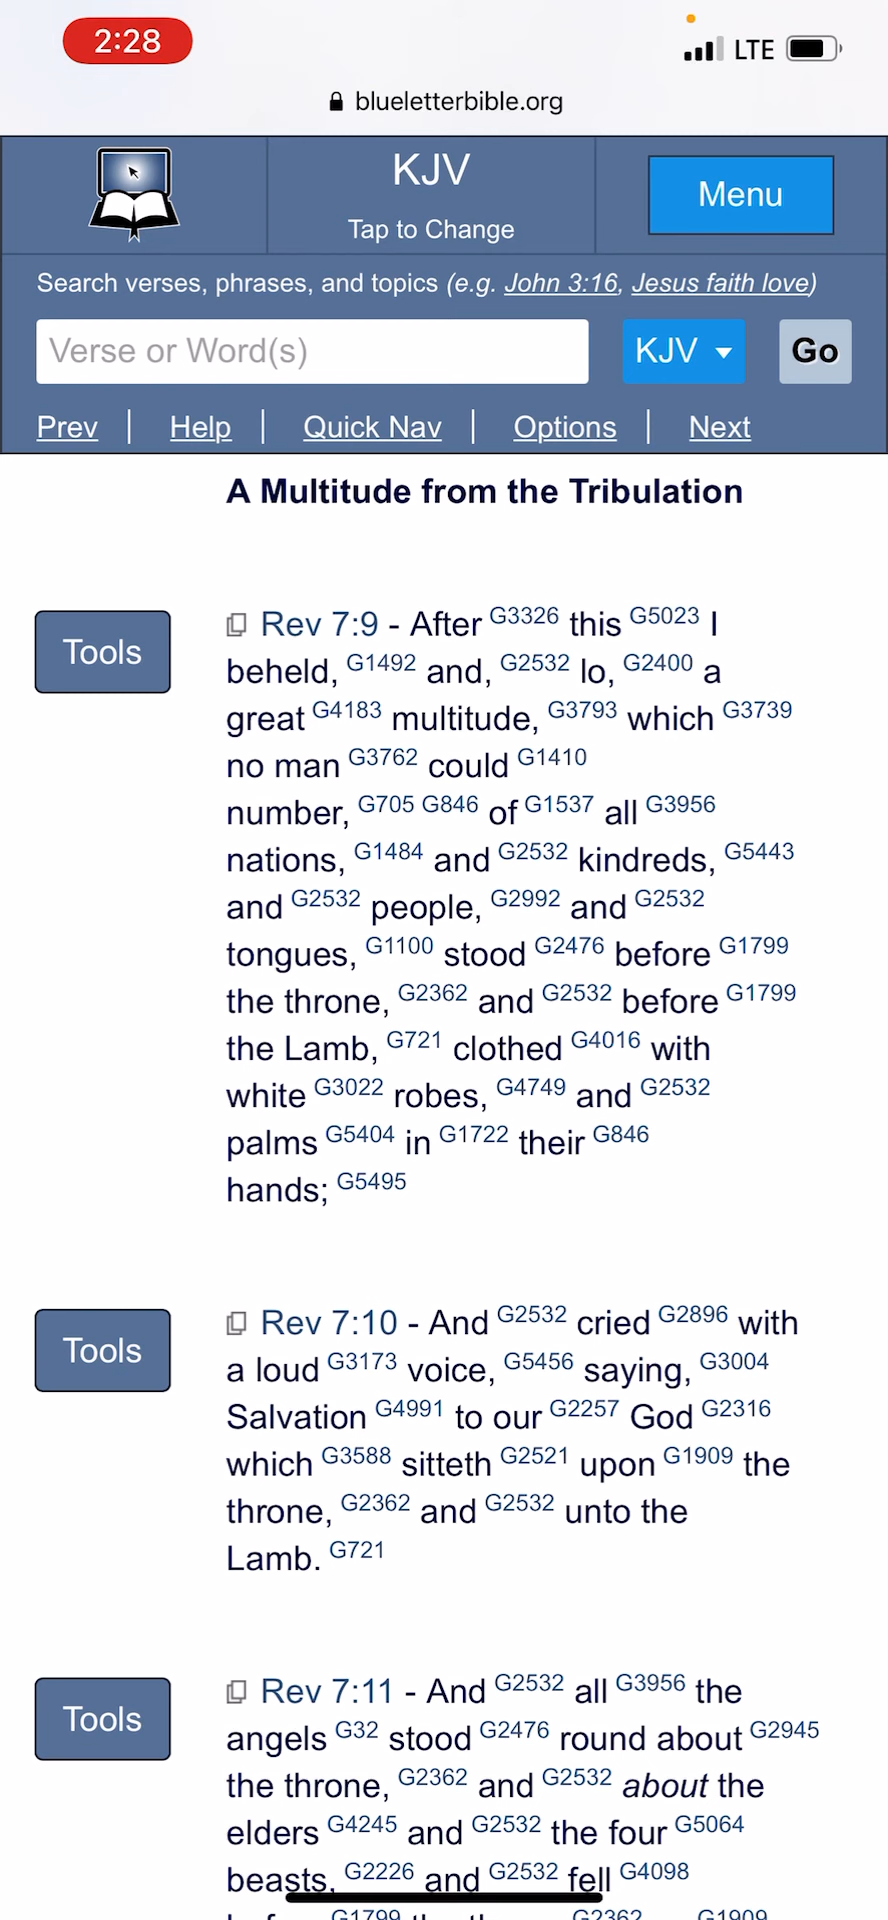 2:28
LTE
blueletterbible.org
KJV
Tap to Change
Menu
Search verses, phrases, and topics (e.g. John 3:16, Jesus faith love)
Verse or Word(s)
KJV
Go
Prev | Help | Quick Nav | Options | Next
A Multitude from the Tribulation
Tools
Rev 7:9 - After G3326 this G5023 I
beheld, G1492 and, G2532 lo, G2400 a
great G4183 multitude, G3793 which G3739
no man G3762 could G1410
number, G705 G846 of G1537 all G3956
nations, G1484 and G2532 kindreds, G5443
and G2532 people, G2992 and G2532
tongues, G1100 stood G2476 before G1799
the throne, G2362 and G2532 before G1799
the Lamb, G721 clothed G4016 with
white G3022 robes, G4749 and G2532
palms G5404 in G1722 their G846
hands; G5495
Tools
Rev 7:10 - And G2532 cried G2896 with
a loud G3173 voice, G5456 saying, G3004
Salvation G4991 to our G2257 God G2316
which G3588 sitteth G2521 upon G1909 the
throne, G2362 and G2532 unto the
Lamb. G721
Tools
Rev 7:11 - And G2532 all G3956 the
angels G32 stood G2476 round about G2945
the throne, G2362 and G2532 about the
elders G4245 and G2532 the four G5064
beasts, G2226 and G2532 fell G4098
G1799 G2362 G1909